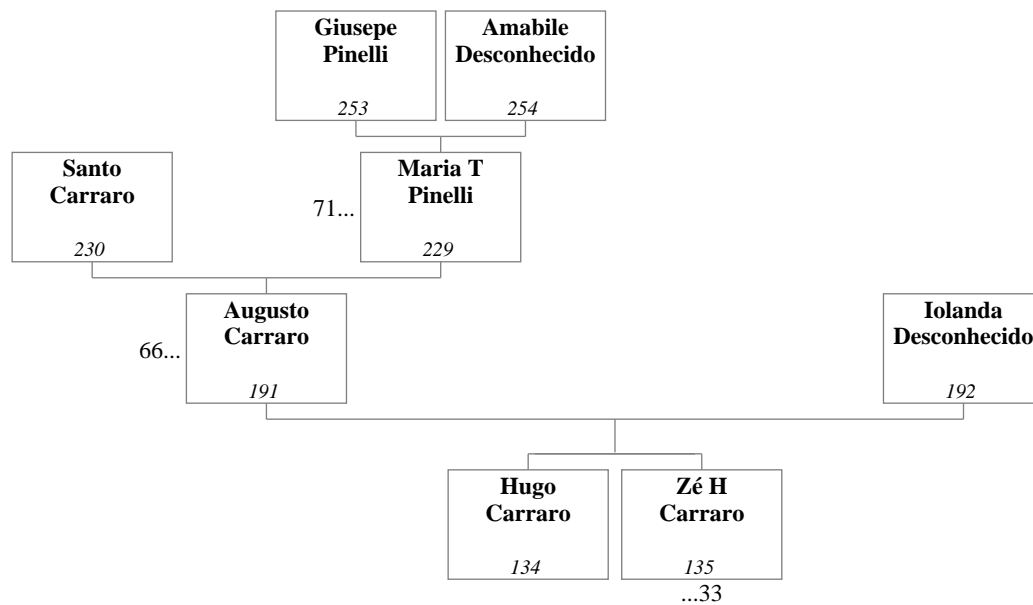 Giusepe
Pinelli
253
Amabile
Desconhecido
254
Santo
Carraro
230
71...
Maria T
Pinelli
229
66...
Augusto
Carraro
191
Iolanda
Desconhecido
192
Hugo
Carraro
134
Zé H
Carraro
135
...33